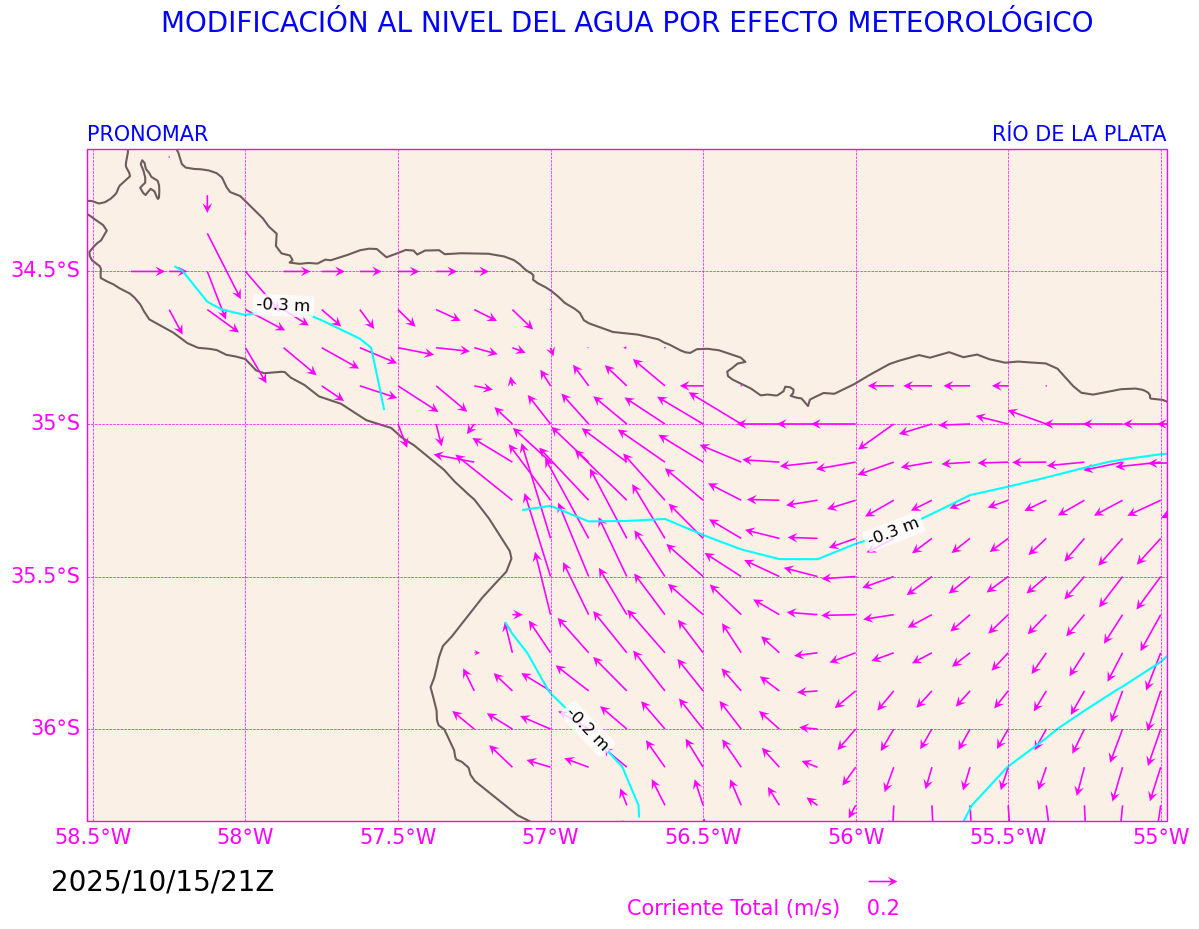 MODIFICACIÓN AL NIVEL DEL AGUA POR EFECTO METEOROLÓGICO
PRONOMAR RÍO DE LA PLATA
34.5°S
-0.3 m
35°S
-0.3 m
35.5°S
-0.2 m
36°S
58.5°W 58°W 57.5°W 57°W 56.5°W 56°W 55.5°W 55°W
2025/10/15/21Z
Corriente Total (m/s) 0.2